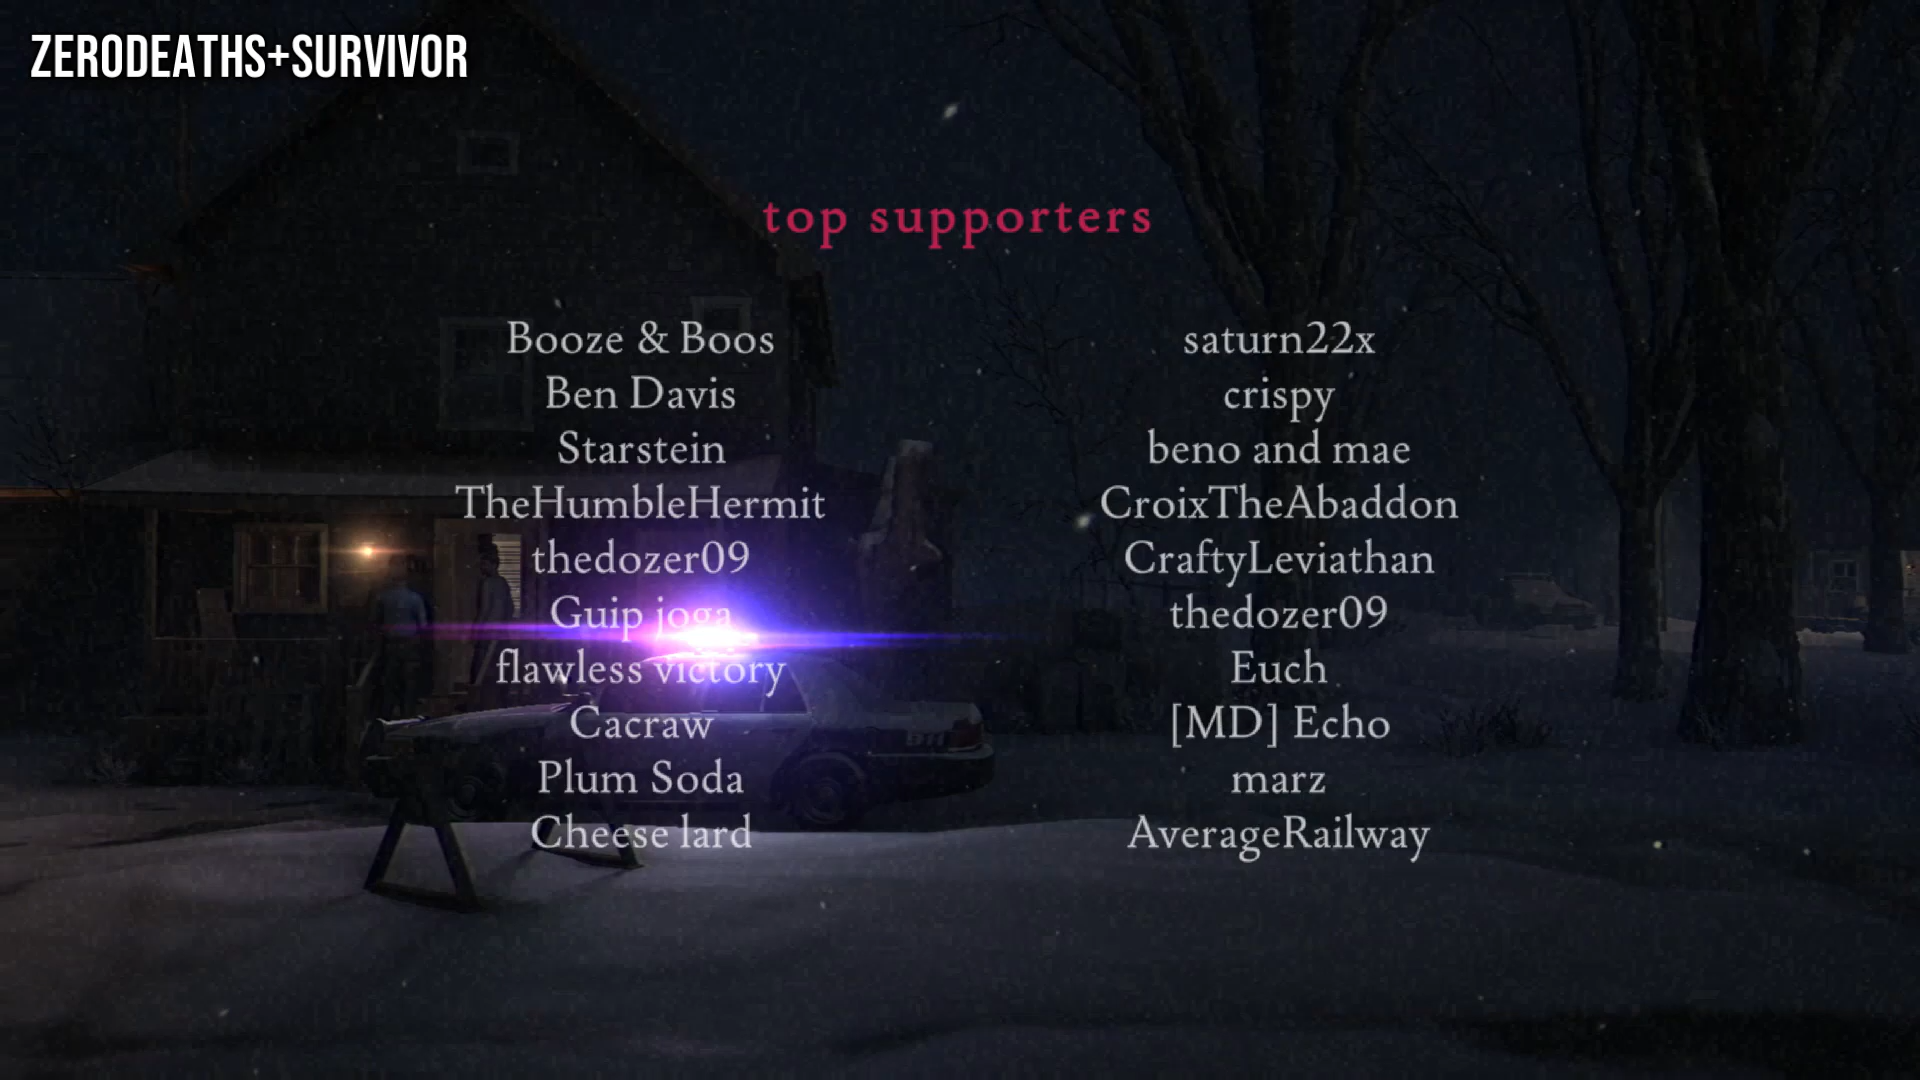 ZERODEATHS+SURVIVOR
top supporters
Booze & Boos
Ben Davis
Starstein
TheHumbleHermit
thedozer09
Guip joga
flawless victory
Cacraw
Plum Soda
Cheese lard
saturn22x
crispy
beno and mae
CroixTheAbaddon
CraftyLeviathan
thedozer09
Euch
[MD] Echo
marz
AverageRailway